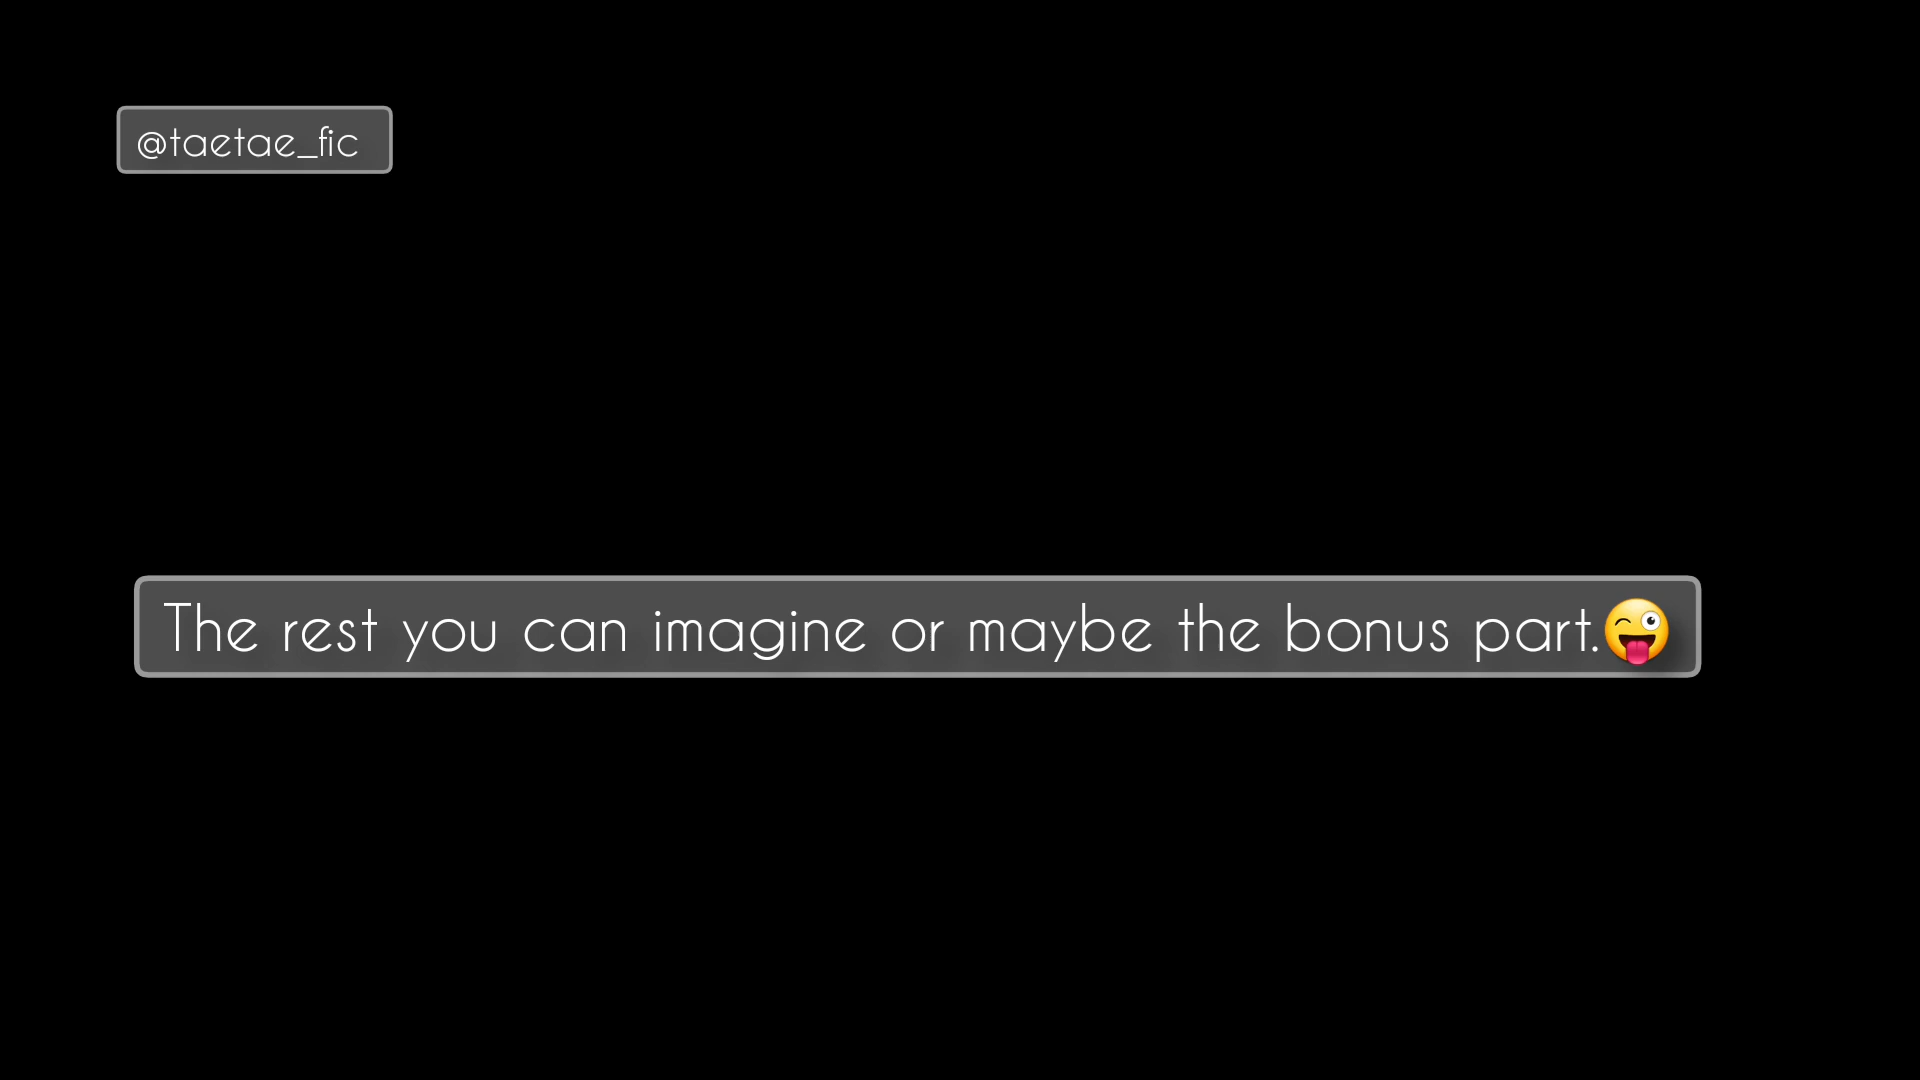 @taetae_fic
The rest you can imagine or maybe the bonus part.😜